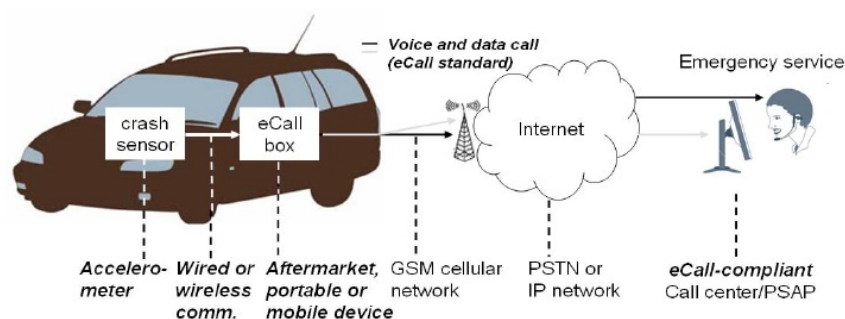 Voice and data call
(eCall standard)
Emergency service
crash
sensor
eCall
box
Internet
Accelero-
meter
Wired or
wireless
comm.
Aftermarket,
portable or
mobile device
GSM cellular
network
PSTN or
IP network
eCall-compliant
Call center/PSAP